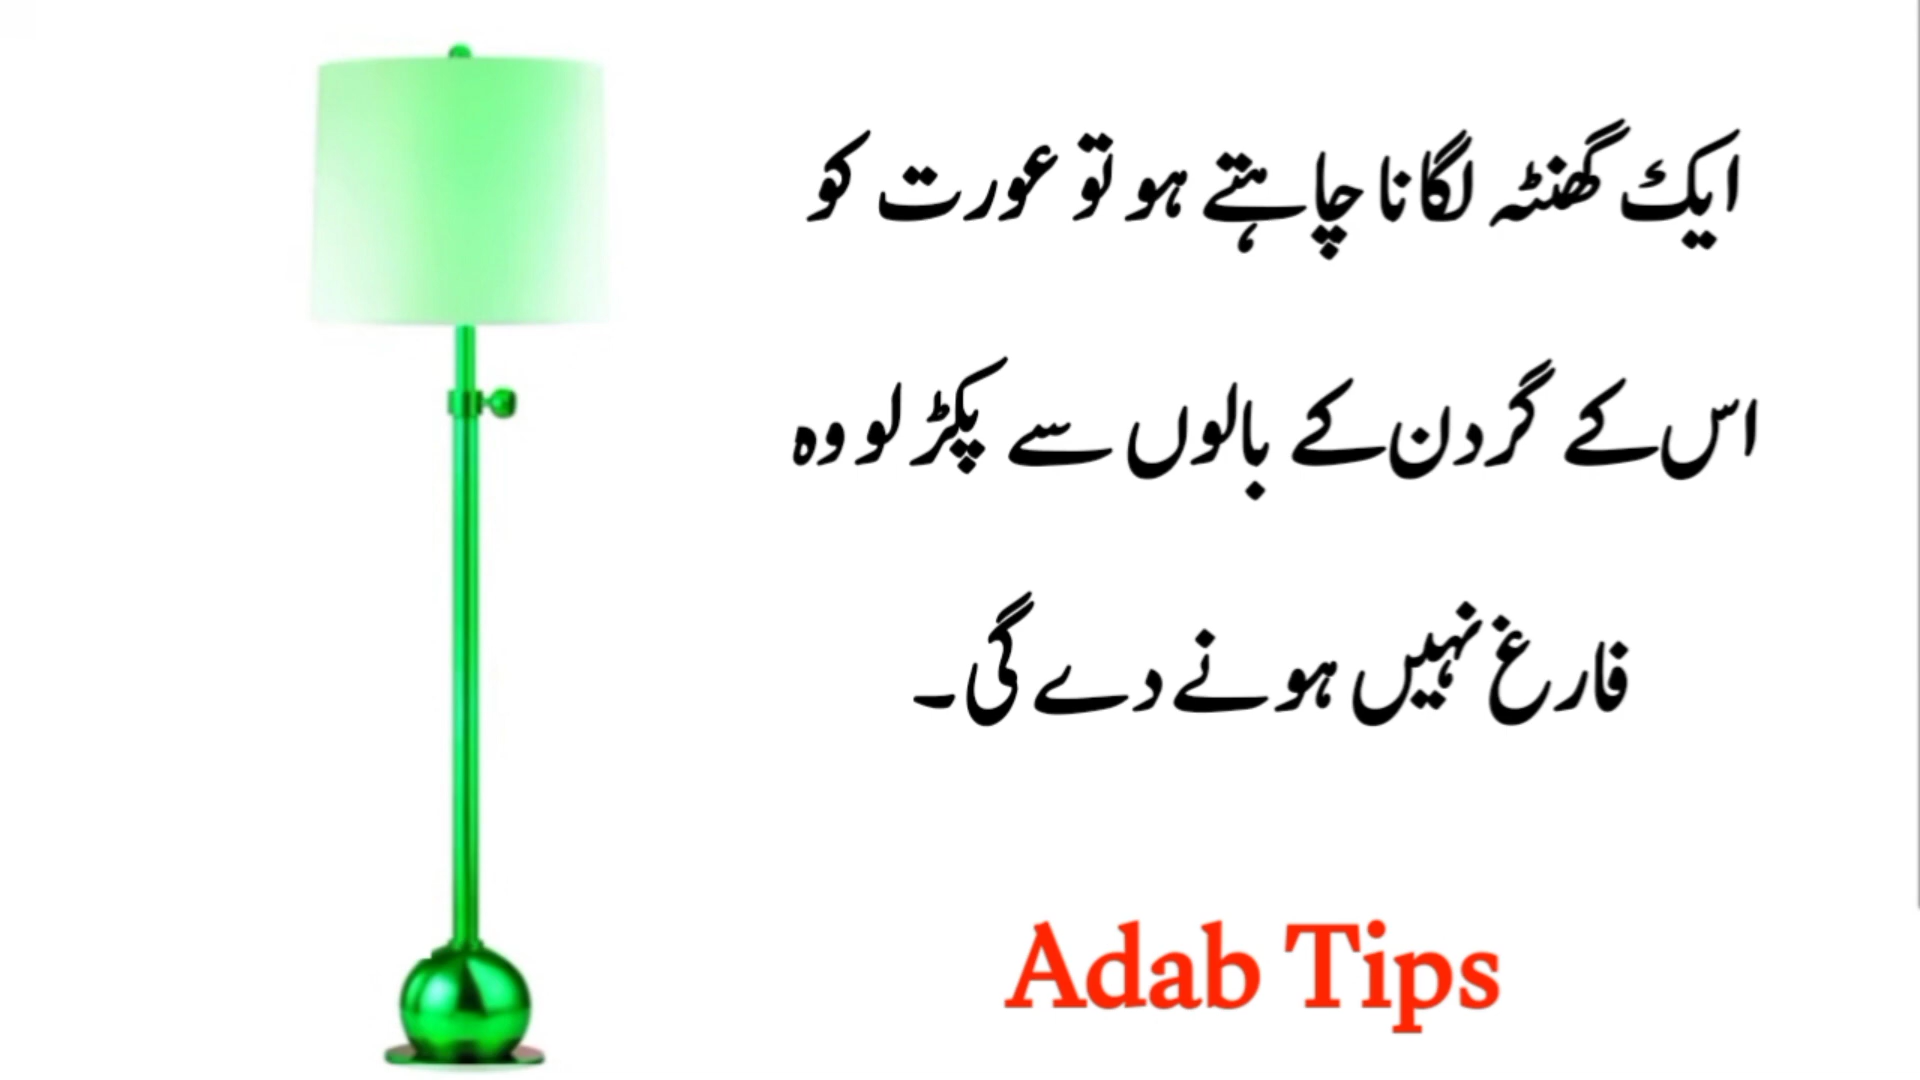 ایک گھنٹہ لگانا چاہتے ہو تو عورت کو
اس کے گردن کے بالوں سے پکڑ لو وہ
فارغ نہیں ہونے دے گی۔
Adab Tips